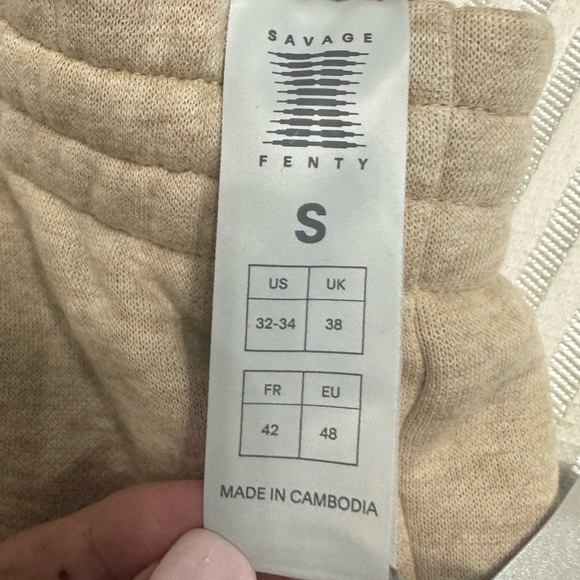 SAVAGE
FENTY
S
US UK
32-34 38
FR EU
42 48
MADE IN CAMBODIA